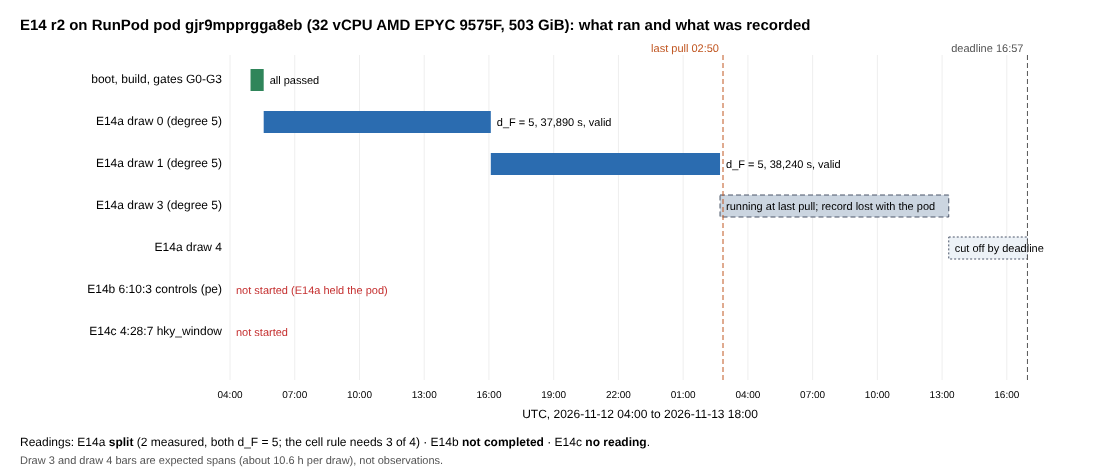 E14 r2 on RunPod pod gjr9mpprgga8eb (32 vCPU AMD EPYC 9575F, 503 GiB): what ran and what was recorded
last pull 02:50
deadline 16:57
boot, build, gates G0-G3
all passed
E14a draw 0 (degree 5)
d_F = 5, 37,890 s, valid
E14a draw 1 (degree 5)
d_F = 5, 38,240 s, valid
E14a draw 3 (degree 5)
running at last pull; record lost with the pod
E14a draw 4
cut off by deadline
E14b 6:10:3 controls (pe)
not started (E14a held the pod)
E14c 4:28:7 hky_window
not started
04:00 07:00 10:00 13:00 16:00 19:00 22:00 01:00 04:00 07:00 10:00 13:00 16:00
UTC, 2026-11-12 04:00 to 2026-11-13 18:00
Readings: E14a split (2 measured, both d_F = 5; the cell rule needs 3 of 4) · E14b not completed · E14c no reading.
Draw 3 and draw 4 bars are expected spans (about 10.6 h per draw), not observations.